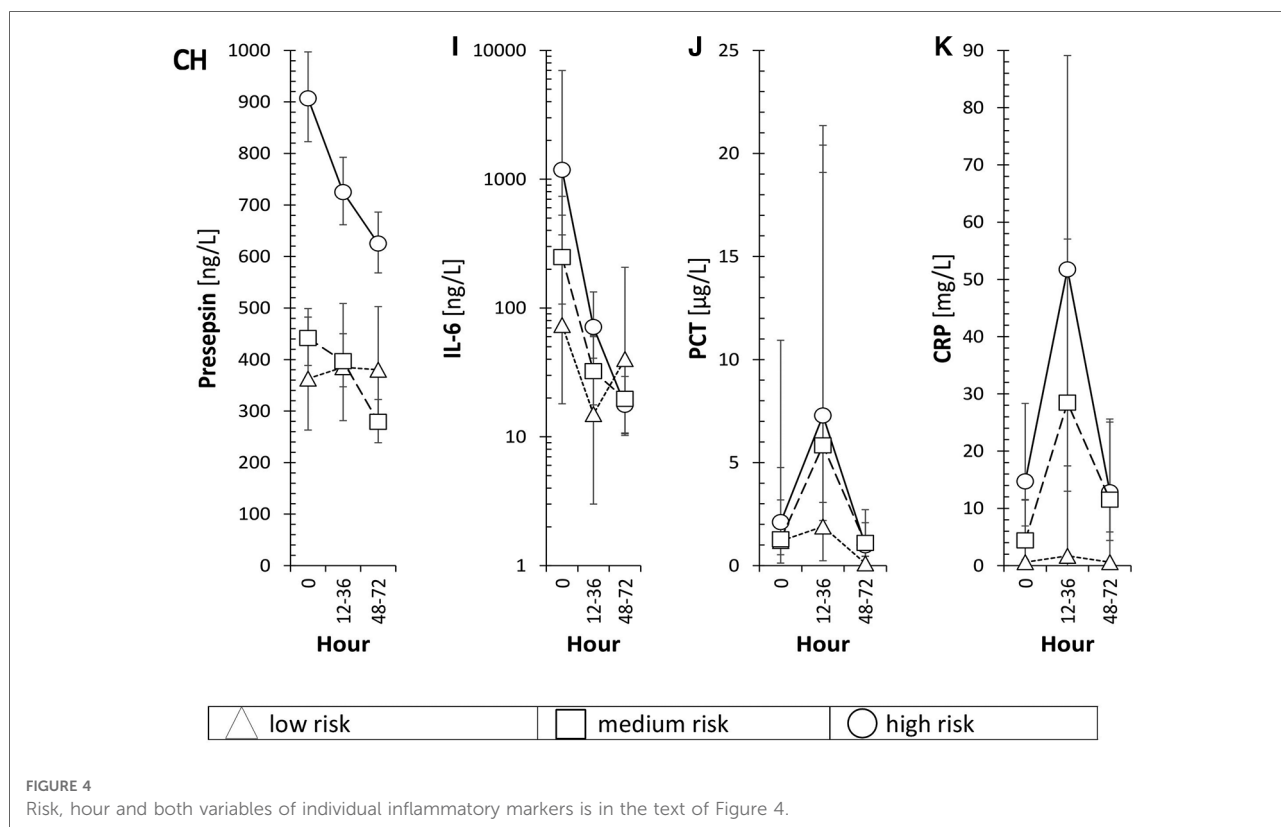 CH
Presepsin [ng/L]
1000
900
800
700
600
500
400
300
200
100
0
0
12-36
48-72
Hour
I
IL-6 [ng/L]
10000
1000
100
10
1
0
12-36
48-72
Hour
J
PCT [µg/L]
25
20
15
10
5
0
0
12-36
48-72
Hour
K
CRP [mg/L]
90
80
70
60
50
40
30
20
10
0
0
12-36
48-72
Hour
low risk
medium risk
high risk
FIGURE 4
Risk, hour and both variables of individual inflammatory markers is in the text of Figure 4.